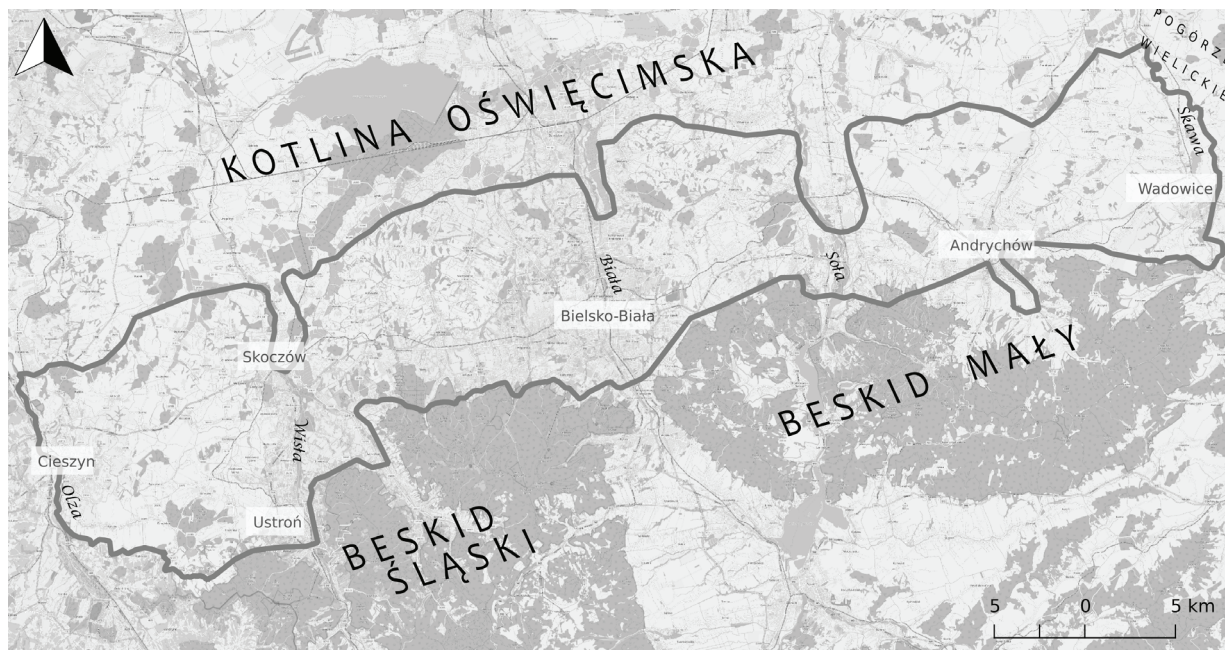 POGÓRZE
WIELICKIE
KOTLINA OŚWIĘCIMSKA
Skawa
Wadowice
Andrychów
Soła
Biała
Bielsko-Biała
Skoczów
BESKID MAŁY
Wisła
Cieszyn
Olza
Ustroń
BESKID
ŚLĄSKI
5 0 5 km